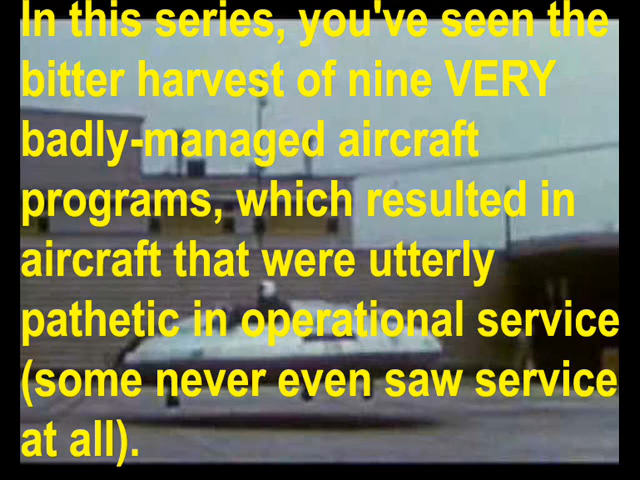 In this series, you've seen the
bitter harvest of nine VERY
badly-managed aircraft
programs, which resulted in
aircraft that were utterly
pathetic in operational service
(some never even saw service
at all).